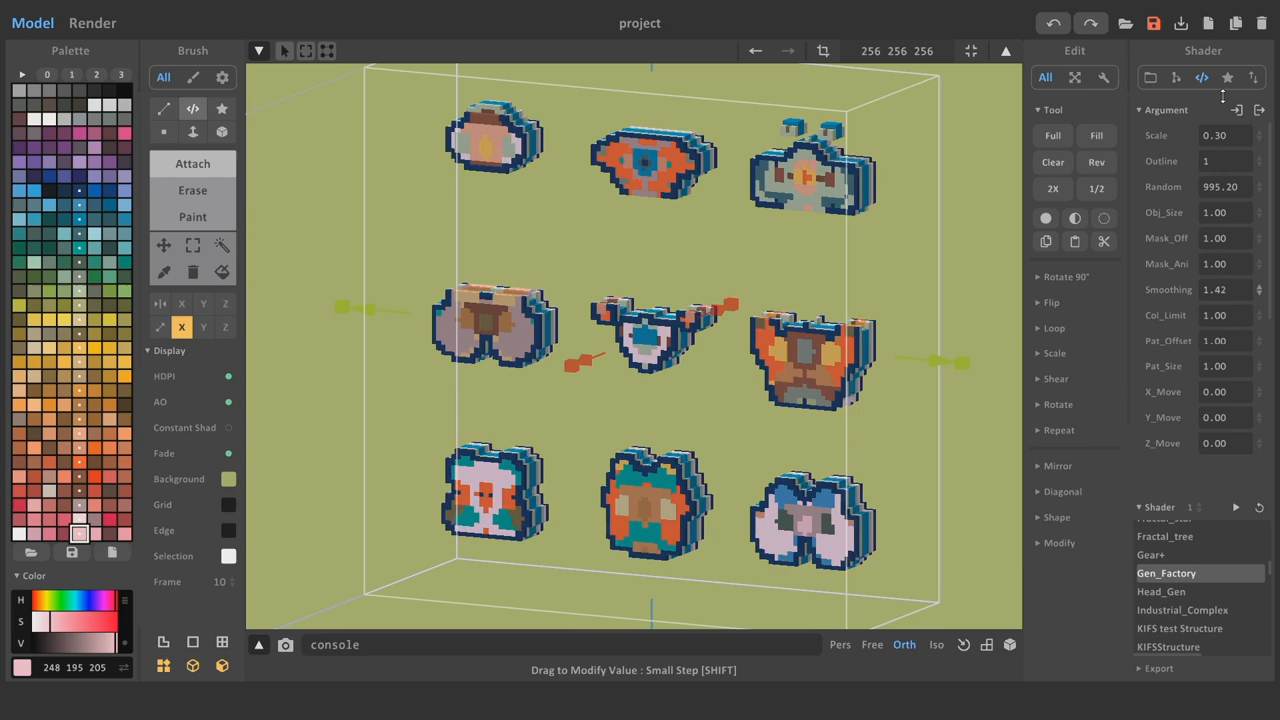 Model Render
project
Palette
0 1 2 3
Color
H
S
V
248 195 205
Brush
All
Attach
Erase
Paint
X Y Z
X Y Z
Display
HDPI
AO
Constant Shad
Fade
Background
Grid
Edge
Selection
Frame 10
256 256 256
console
Pers Free Orth Iso
Drag to Modify Value : Small Step [SHIFT]
Edit
All
Tool
Full Fill
Clear Rev
2X 1/2
Rotate 90°
Flip
Loop
Scale
Shear
Rotate
Repeat
Mirror
Diagonal
Shape
Modify
Shader
Argument
Scale 0.30
Outline 1
Random 995.20
Obj_Size 1.00
Mask_Off 1.00
Mask_Ani 1.00
Smoothing 1.42
Col_Limit 1.00
Pat_Offset 1.00
Pat_Size 1.00
X_Move 0.00
Y_Move 0.00
Z_Move 0.00
Shader 1
Fractal_tree
Gear+
Gen_Factory
Head_Gen
Industrial_Complex
KIFS test Structure
KIFSStructure
Export